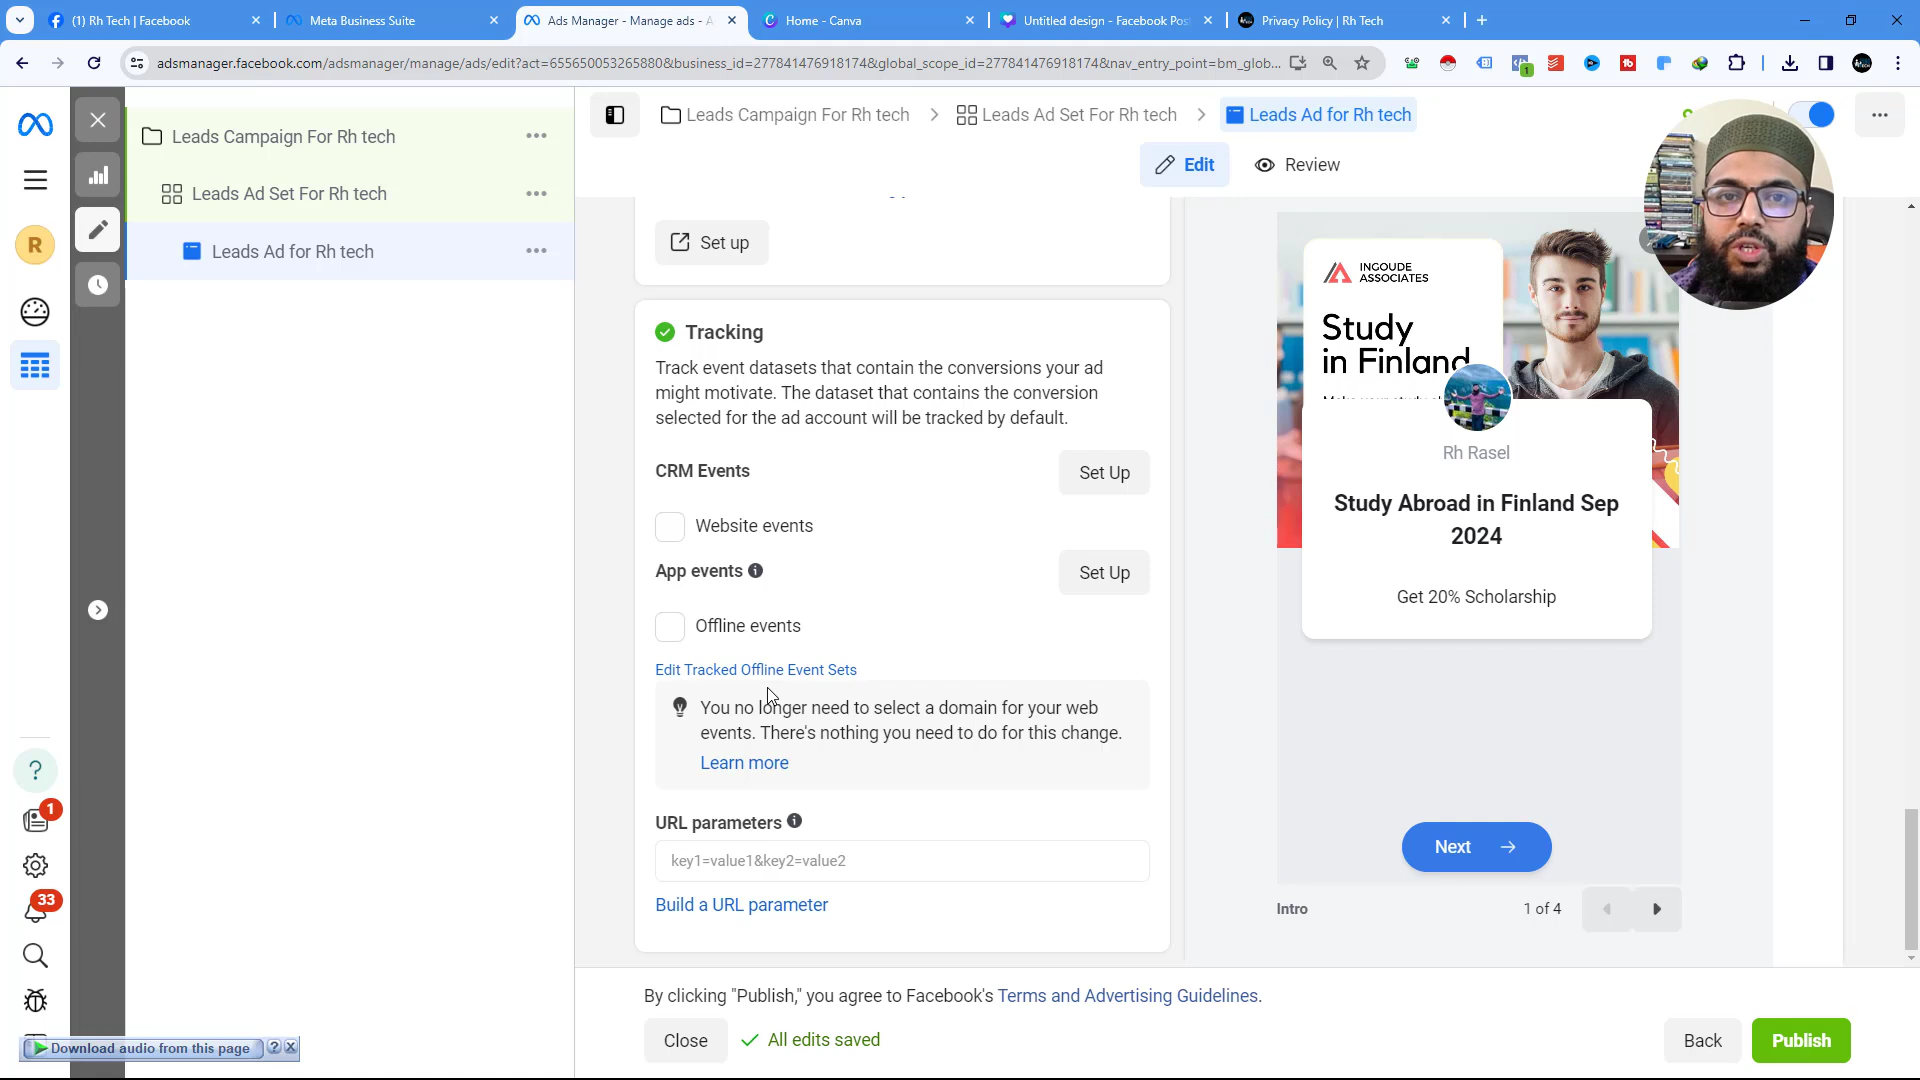 (1) Rh Tech | Facebook
Meta Business Suite
Ads Manager - Manage ads - A
Home - Canva
Untitled design - Facebook Pos
Privacy Policy | Rh Tech
adsmanager.facebook.com/adsmanager/manage/ads/edit?act=655650053265880&business_id=277841476918174&global_scope_id=277841476918174&nav_entry_point=bm_glob...
Leads Campaign For Rh tech
Leads Ad Set For Rh tech
Leads Ad for Rh tech
R
?
1
33
Download audio from this page
?
Leads Campaign For Rh tech
Leads Ad Set For Rh tech
Leads Ad for Rh tech
Edit
Review
Set up
Tracking
Track event datasets that contain the conversions your ad
might motivate. The dataset that contains the conversion
selected for the ad account will be tracked by default.
CRM Events
Set Up
Website events
App events
Set Up
Offline events
Edit Tracked Offline Event Sets
You no longer need to select a domain for your web
events. There's nothing you need to do for this change.
Learn more
URL parameters
key1=value1&key2=value2
Build a URL parameter
INGOUDE
ASSOCIATES
Study
in Finland
Rh Rasel
Study Abroad in Finland Sep
2024
Get 20% Scholarship
Next
Intro
1 of 4
By clicking "Publish," you agree to Facebook's Terms and Advertising Guidelines.
Close
All edits saved
Back
Publish